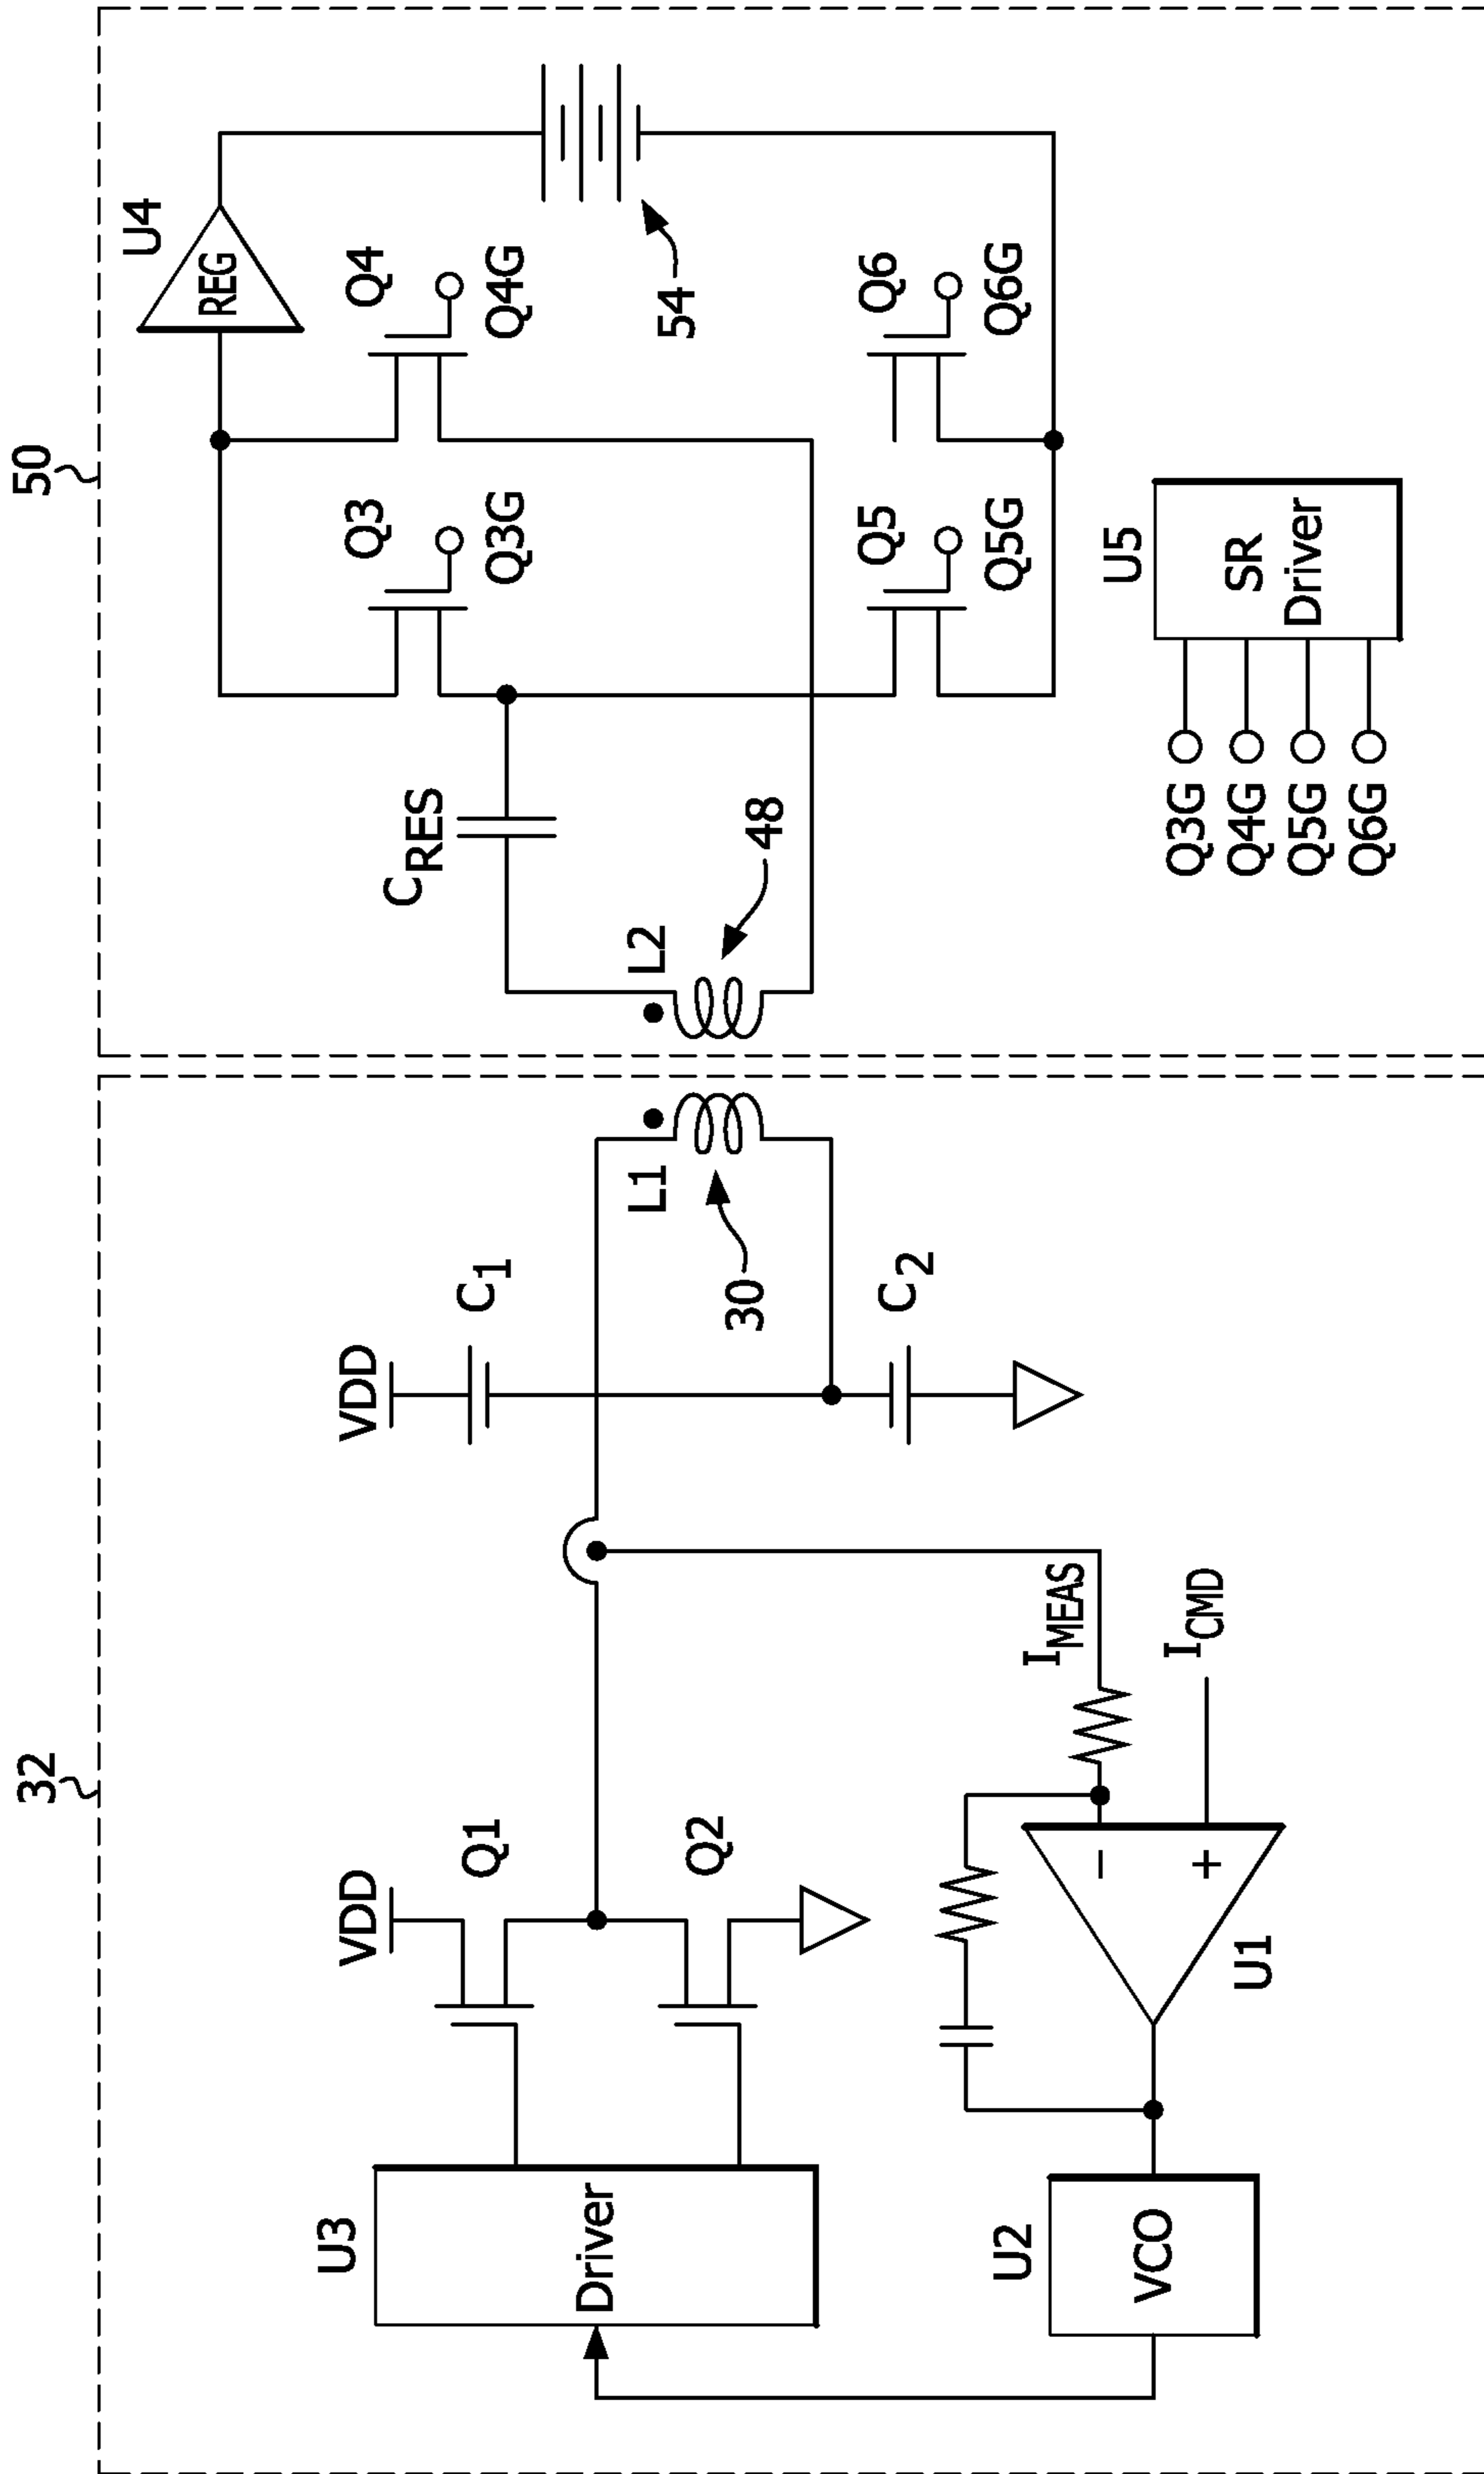 32
50
VDD
Q1
Q2
U3
Driver
U2
VCO
U1
−
+
IMEAS
ICMD
VDD
C1
C2
L1
30
L2
48
CRES
Q3
Q3G
Q4
Q4G
U4
REG
54
Q5
Q5G
Q6
Q6G
U5
SR
Driver
Q3G
Q4G
Q5G
Q6G